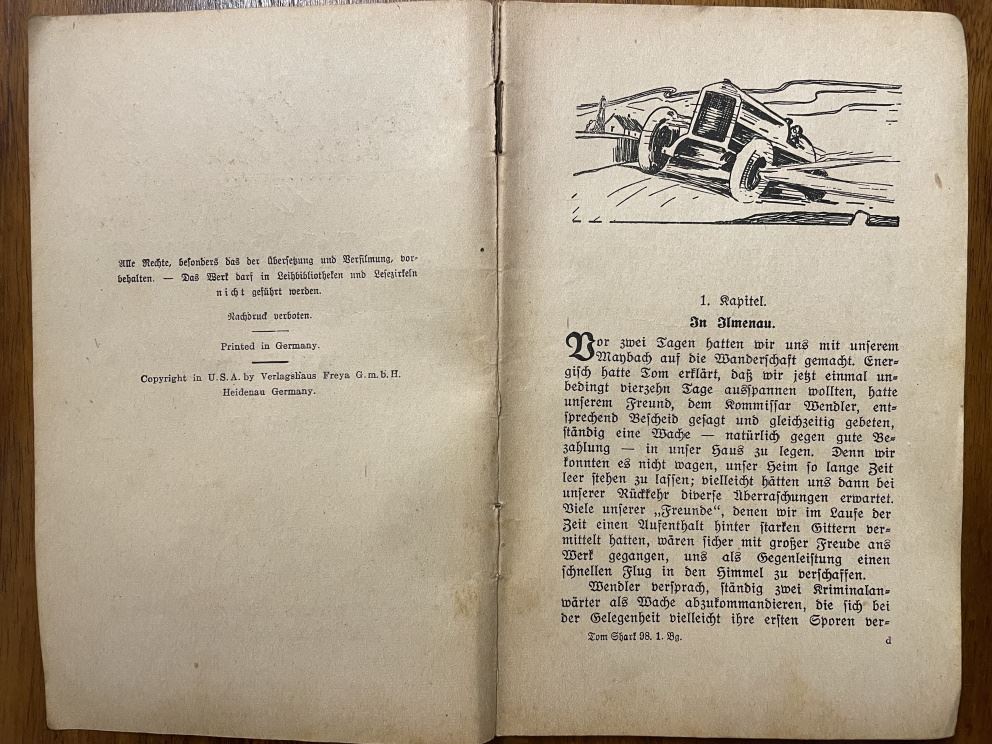 Alle Rechte, besonders das der Übersetzung und Verfilmung, vor-
behalten. — Das Werk darf in Leihbibliotheken und Lesezirkeln
nicht geführt werden.
Nachdruck verboten.
Printed in Germany.
Copyright in U.S.A. by Verlagshaus Freya G.m.b.H.
Heidenau Germany.
1. Kapitel.
In Ilmenau.
Vor zwei Tagen hatten wir uns mit unserem
Maybach auf die Wanderschaft gemacht. Ener-
gisch hatte Tom erklärt, daß wir jetzt einmal un-
bedingt vierzehn Tage ausspannen wollten, hatte
unserem Freund, dem Kommissar Wendler, ent-
sprechend Bescheid gesagt und gleichzeitig gebeten,
ständig eine Wache — natürlich gegen gute Be-
zahlung — in unser Haus zu legen. Denn wir
konnten es nicht wagen, unser Heim so lange Zeit
leer stehen zu lassen; vielleicht hätten uns dann bei
unserer Rückkehr diverse Überraschungen erwartet.
Viele unserer „Freunde“, denen wir im Laufe der
Zeit einen Aufenthalt hinter starken Gittern ver-
mittelt hatten, wären sicher mit großer Freude ans
Werk gegangen, uns als Gegenleistung einen
schnellen Flug in den Himmel zu verschaffen.
Wendler versprach, ständig zwei Kriminalan-
wärter als Wache abzukommandieren, die sich bei
der Gelegenheit vielleicht ihre ersten Sporen ver-
Tom Shark 98. 1. Bg. d